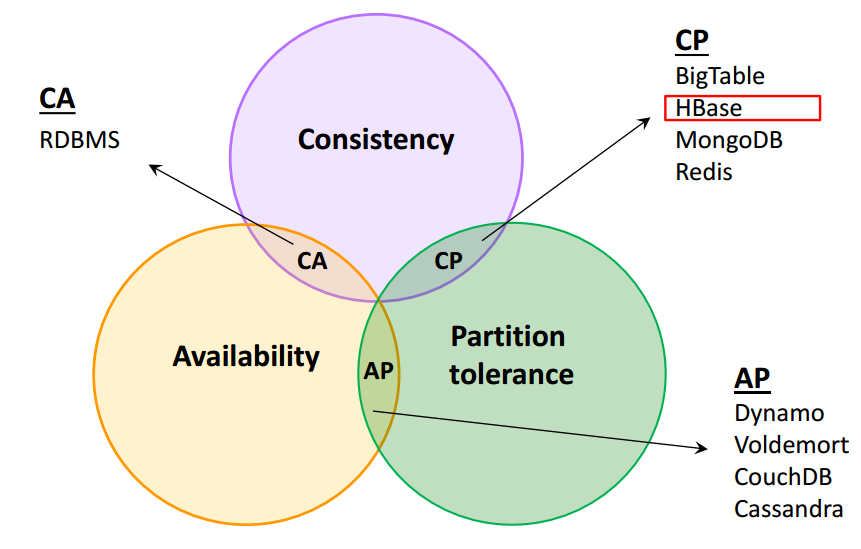 CA
RDBMS
Consistency
CP
BigTable
HBase
MongoDB
Redis
CA
CP
Availability
Partition
tolerance
AP
AP
Dynamo
Voldemort
CouchDB
Cassandra